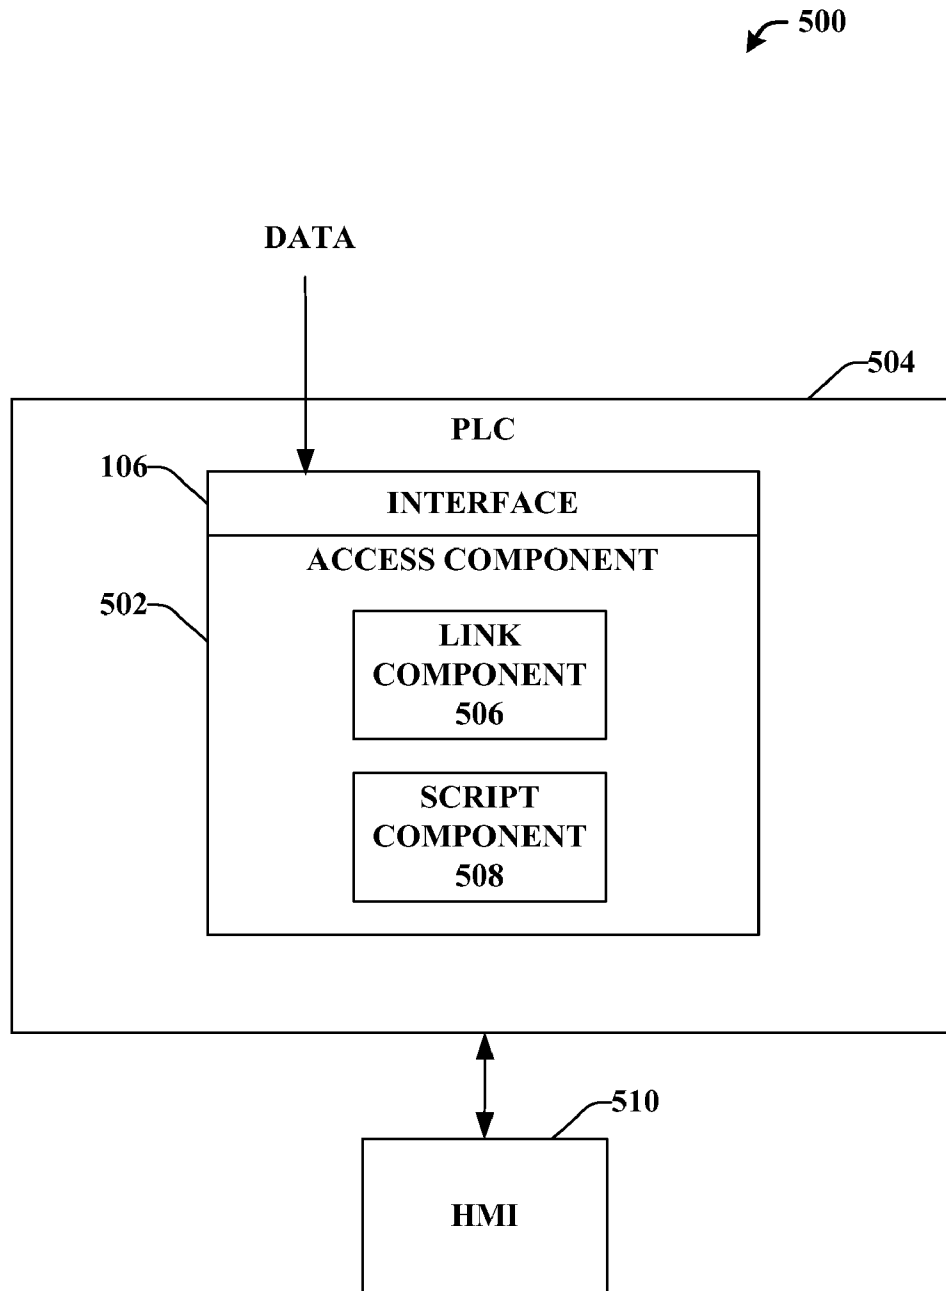 500
DATA
504
PLC
106
INTERFACE
ACCESS COMPONENT
502
LINK
COMPONENT
506
SCRIPT
COMPONENT
508
510
HMI